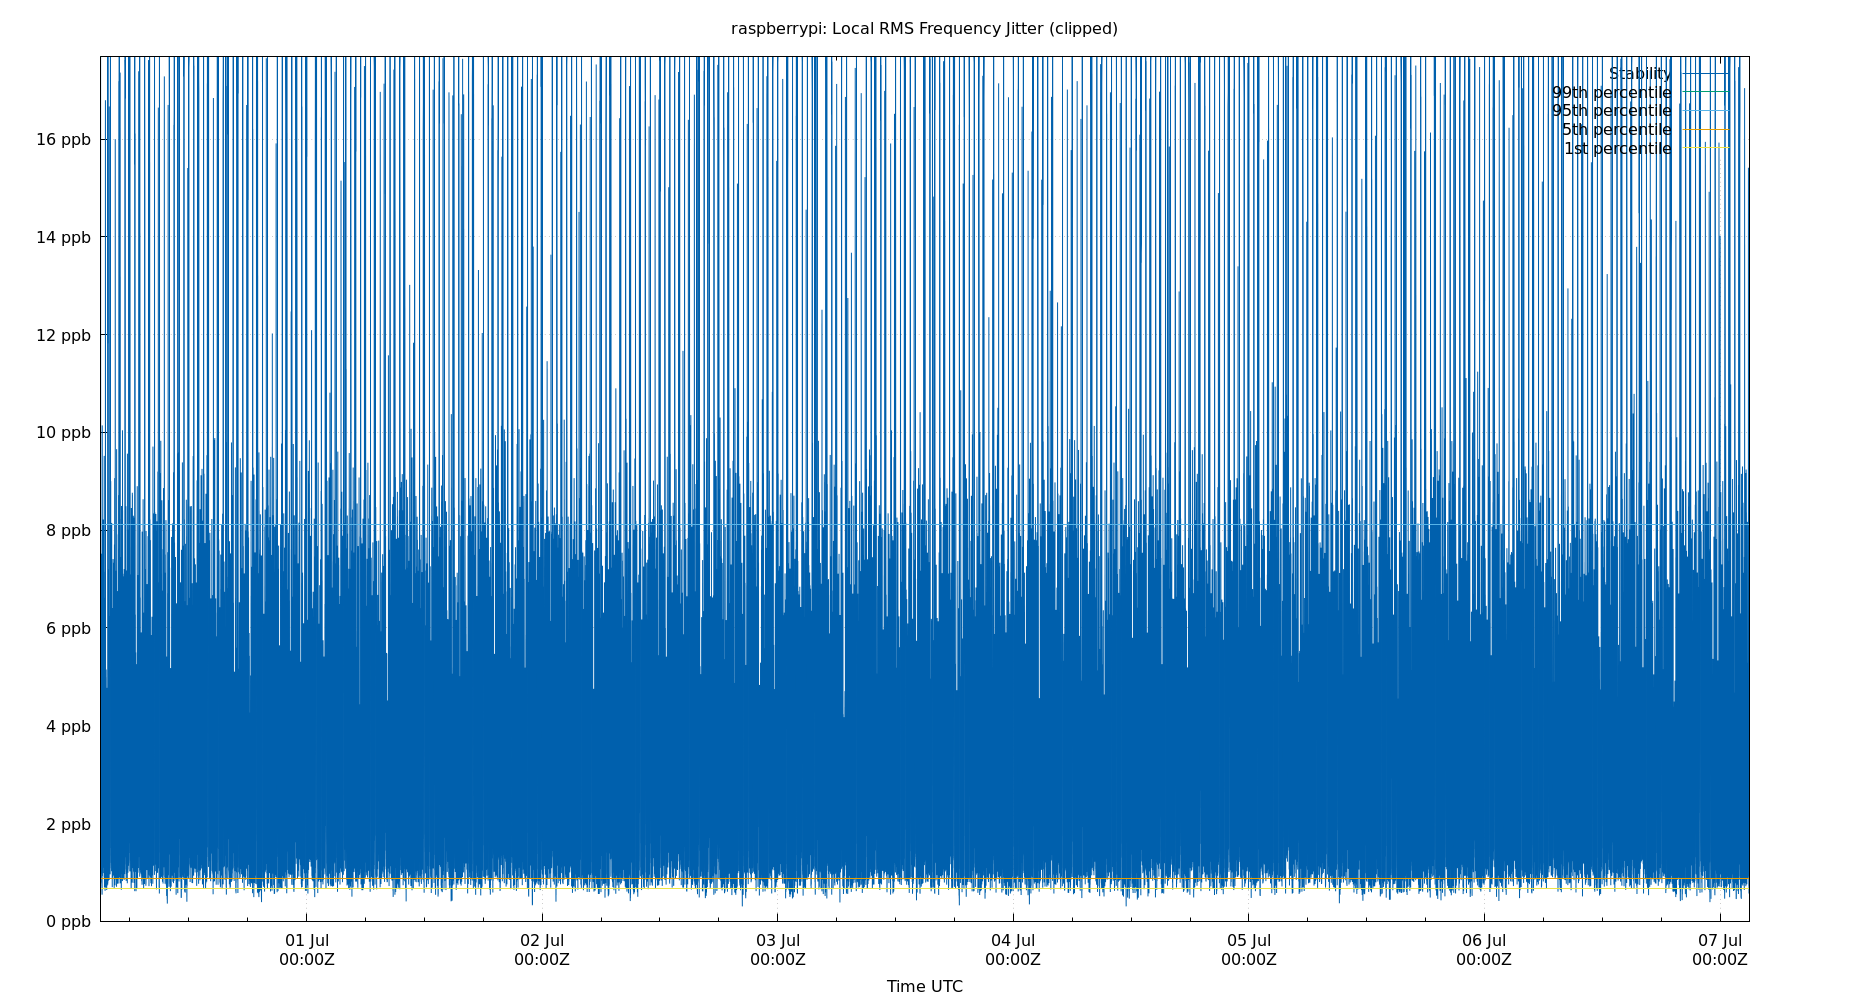 raspberrypi: Local RMS Frequency Jitter (clipped)
Stability
99th percentile
95th percentile
5th percentile
1st percentile
16 ppb
14 ppb
12 ppb
10 ppb
8 ppb
6 ppb
4 ppb
2 ppb
0 ppb
01 Jul 02 Jul 03 Jul 04 Jul 05 Jul 06 Jul 07 Jul
00:00Z 00:00Z 00:00Z 00:00Z 00:00Z 00:00Z 00:00Z
Time UTC